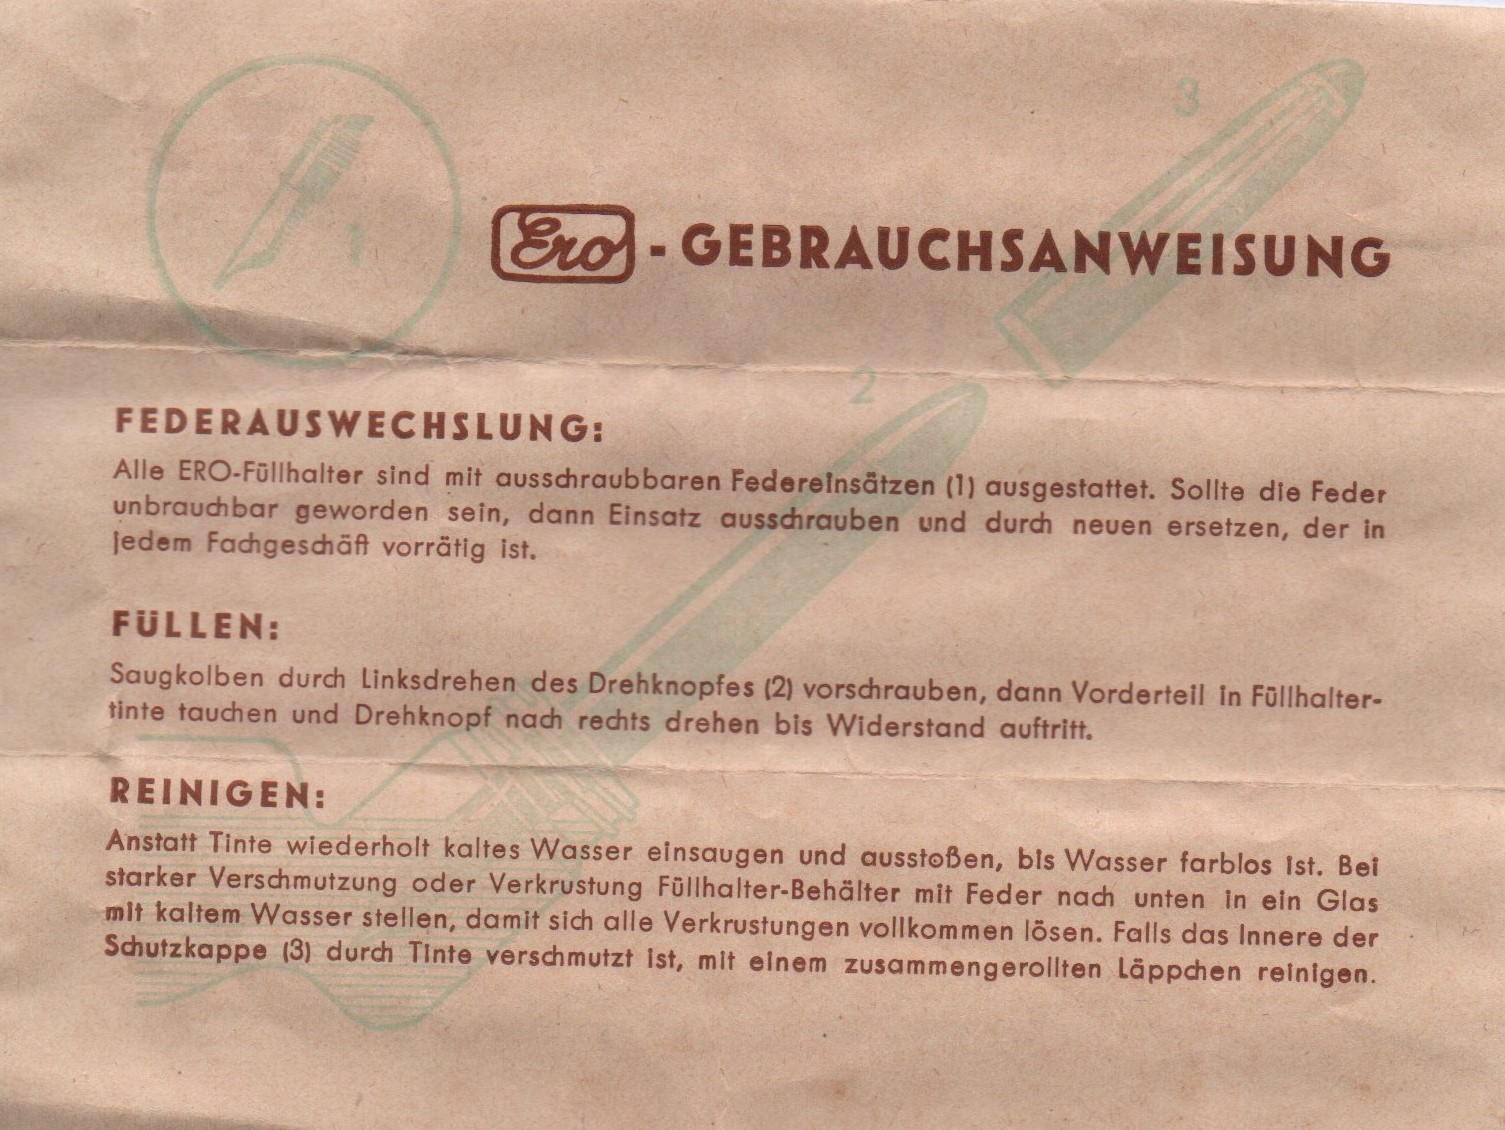 3
1
Ero - GEBRAUCHSANWEISUNG
2
FEDERAUSWECHSLUNG:
Alle ERO-Füllhalter sind mit ausschraubbaren Federeinsätzen (1) ausgestattet. Sollte die Feder
unbrauchbar geworden sein, dann Einsatz ausschrauben und durch neuen ersetzen, der in
jedem Fachgeschäft vorrätig ist.
FÜLLEN:
Saugkolben durch Linksdrehen des Drehknopfes (2) vorschrauben, dann Vorderteil in Füllhalter-
tinte tauchen und Drehknopf nach rechts drehen bis Widerstand auftritt.
REINIGEN:
Anstatt Tinte wiederholt kaltes Wasser einsaugen und ausstoßen, bis Wasser farblos ist. Bei
starker Verschmutzung oder Verkrustung Füllhalter-Behälter mit Feder nach unten in ein Glas
mit kaltem Wasser stellen, damit sich alle Verkrustungen vollkommen lösen. Falls das Innere der
Schutzkappe (3) durch Tinte verschmutzt ist, mit einem zusammengerollten Läppchen reinigen.